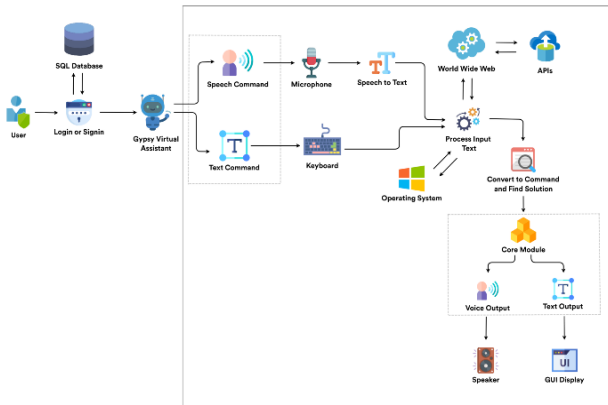 SQL Database
User
Login or Signin
Gypsy Virtual
Assistant
Speech Command
Microphone
Speech to Text
World Wide Web
APIs
T
Text Command
Keyboard
Process Input
Text
Operating System
Convert to Command
and Find Solution
Core Module
Voice Output
T
Text Output
Speaker
UI
GUI Display